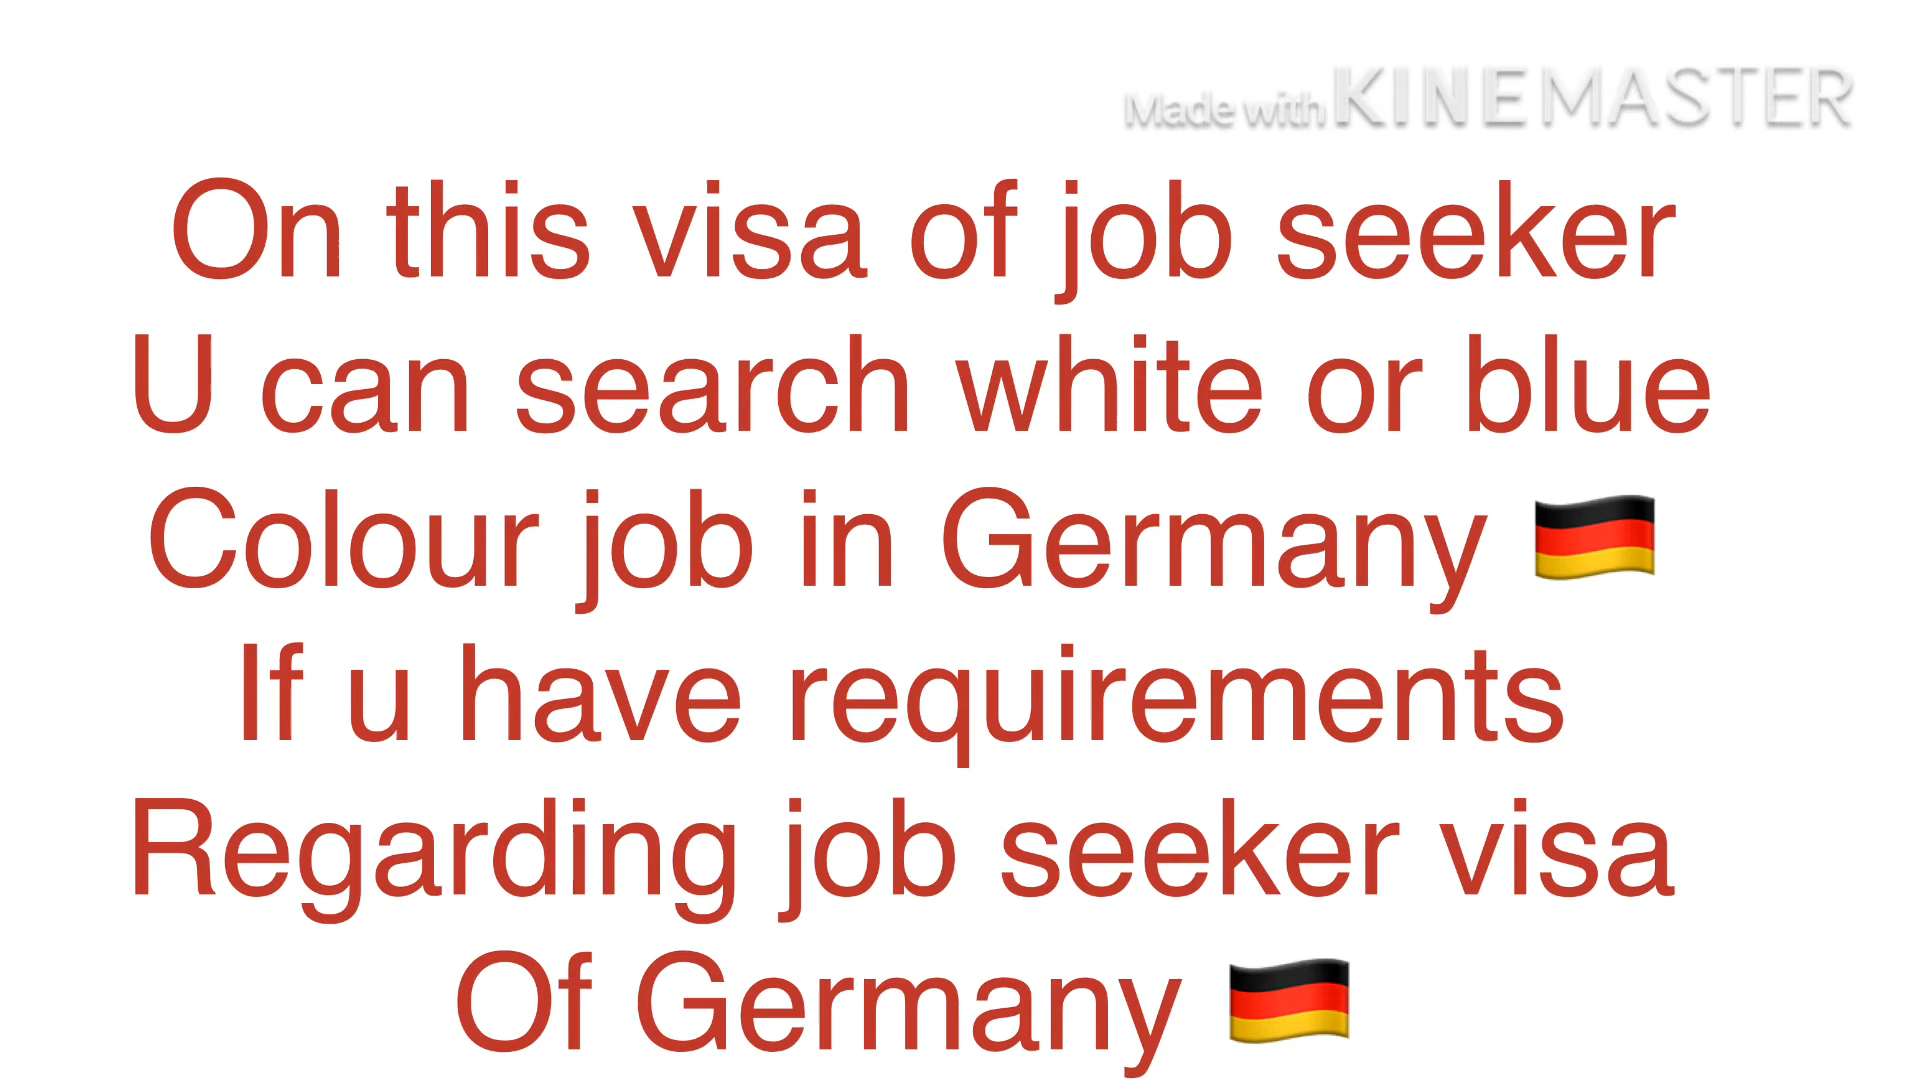 Made with KINEMASTER
On this visa of job seeker
U can search white or blue
Colour job in Germany 🇩🇪
If u have requirements
Regarding job seeker visa
Of Germany 🇩🇪